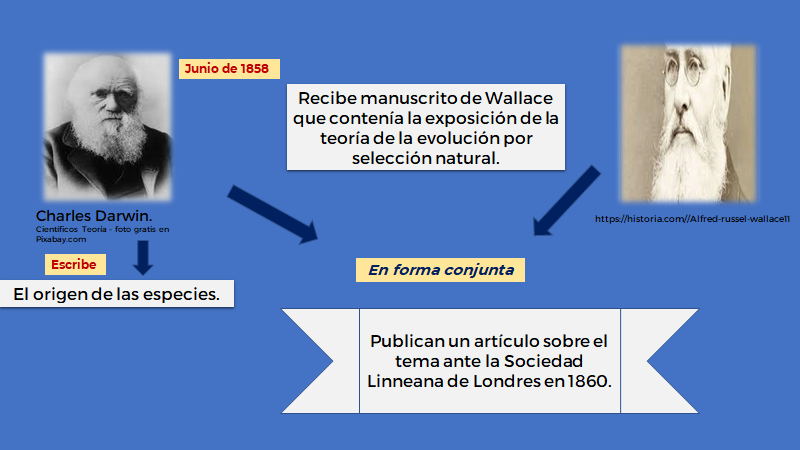 Junio de 1858
Recibe manuscrito de Wallace
que contenía la exposición de la
teoría de la evolución por
selección natural.
Charles Darwin.
Científicos Teoría - foto gratis en
Pixabay.com
https://historia.com//Alfred-russel-wallace11
Escribe
El origen de las especies.
En forma conjunta
Publican un artículo sobre el
tema ante la Sociedad
Linneana de Londres en 1860.